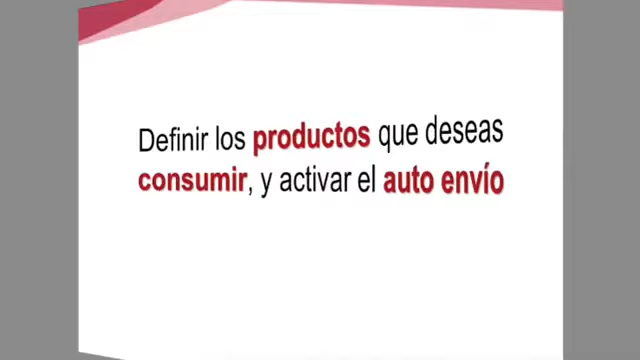 Definir los productos que deseas
consumir, y activar el auto envío